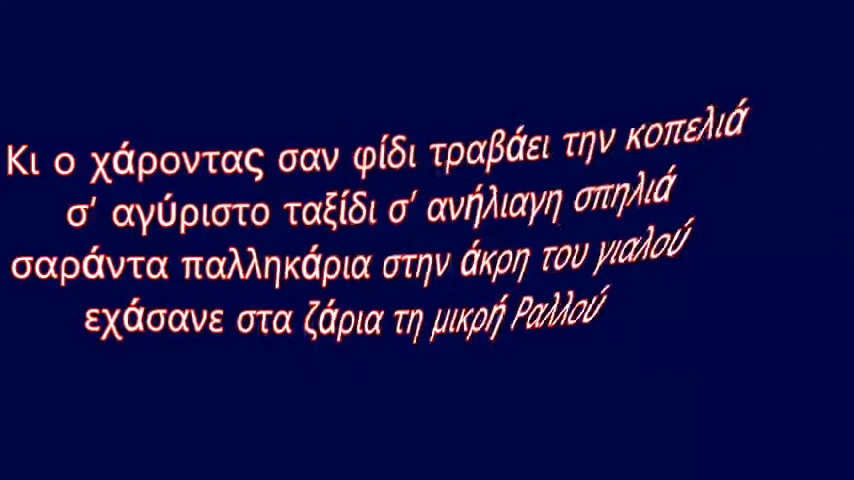 Κι ο χάροντας σαν φίδι τραβάει την κοπελιά
σ' αγύριστο ταξίδι σ' ανήλιαγη σπηλιά
σαράντα παλληκάρια στην άκρη του γιαλού
εχάσανε στα ζάρια τη μικρή Ραλλού